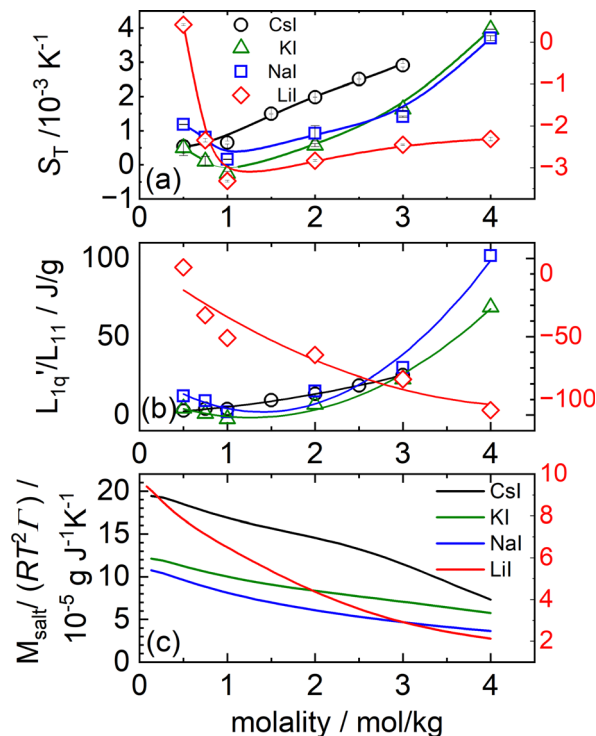 4
3
2
1
0
−1
S_T /10⁻³ K⁻¹
CsI
KI
NaI
LiI
(a)
0
−1
−2
−3
0 1 2 3 4
100
50
0
L_1q'/L_11 / J/g
(b)
0
−50
−100
0 1 2 3 4
20
15
10
5
0
M_salt/ (RT²Γ) /
10⁻⁵ g J⁻¹K⁻¹
CsI
KI
NaI
LiI
(c)
10
8
6
4
2
0 1 2 3 4
molality / mol/kg